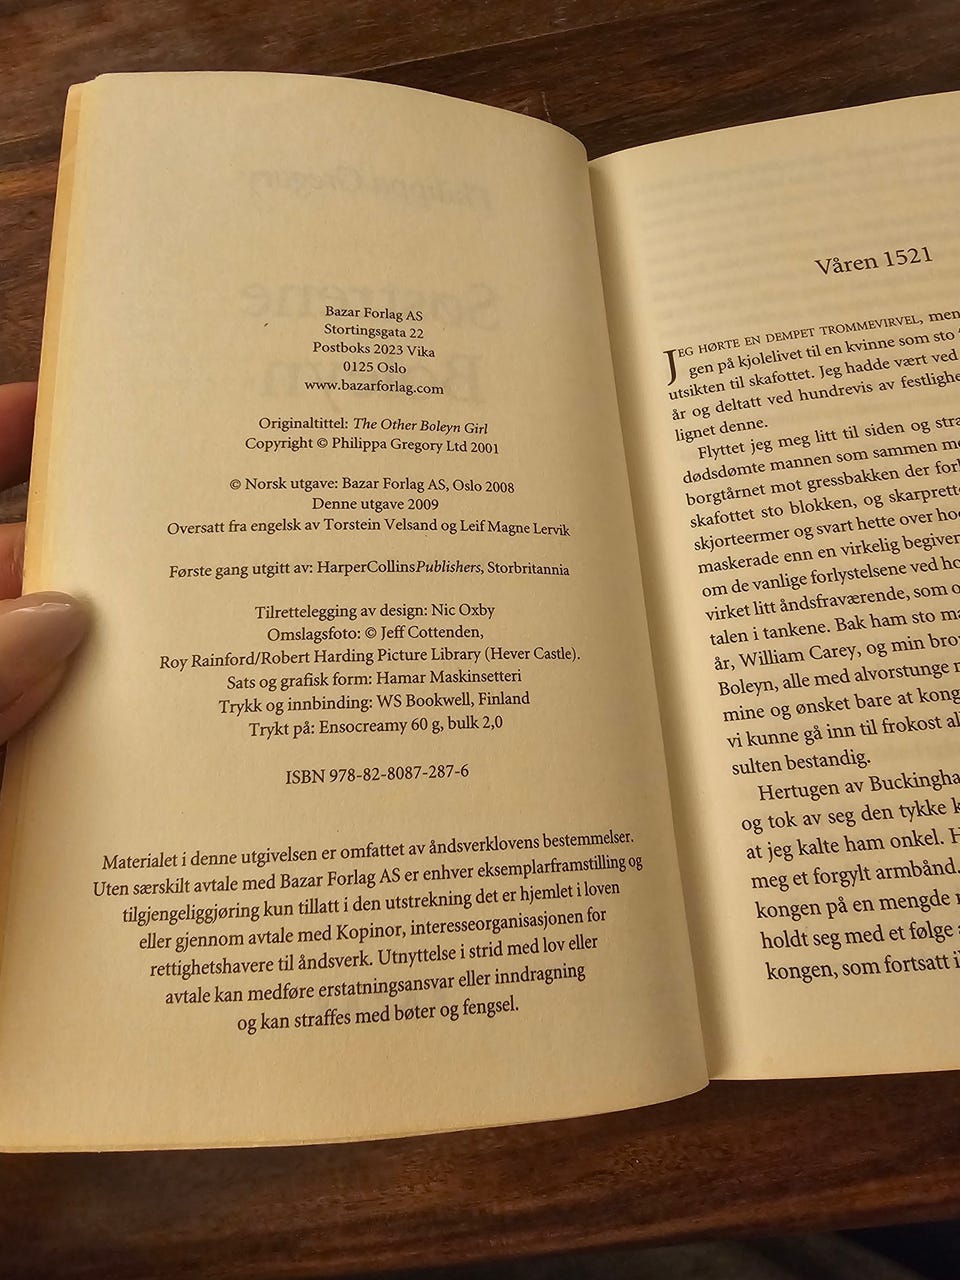 Bazar Forlag AS
Stortingsgata 22
Postboks 2023 Vika
0125 Oslo
www.bazarforlag.com
Originaltittel: The Other Boleyn Girl
Copyright © Philippa Gregory Ltd 2001
© Norsk utgave: Bazar Forlag AS, Oslo 2008
Denne utgave 2009
Oversatt fra engelsk av Torstein Velsand og Leif Magne Lervik
Første gang utgitt av: HarperCollinsPublishers, Storbritannia
Tilrettelegging av design: Nic Oxby
Omslagsfoto: © Jeff Cottenden,
Roy Rainford/Robert Harding Picture Library (Hever Castle).
Sats og grafisk form: Hamar Maskinsetteri
Trykk og innbinding: WS Bookwell, Finland
Trykt på: Ensocreamy 60 g, bulk 2,0
ISBN 978-82-8087-287-6
Materialet i denne utgivelsen er omfattet av åndsverklovens bestemmelser.
Uten særskilt avtale med Bazar Forlag AS er enhver eksemplarframstilling og
tilgjengeliggjøring kun tillatt i den utstrekning det er hjemlet i loven
eller gjennom avtale med Kopinor, interesseorganisasjonen for
rettighetshavere til åndsverk. Utnyttelse i strid med lov eller
avtale kan medføre erstatningsansvar eller inndragning
og kan straffes med bøter og fengsel.
Våren 1521
JEG HØRTE EN DEMPET TROMMEVIRVEL, men
gen på kjolelivet til en kvinne som sto
utsikten til skafottet. Jeg hadde vært ved
år og deltatt ved hundrevis av festlighe
lignet denne.
Flyttet jeg meg litt til siden og stra
dødsdømte mannen som sammen me
borgtårnet mot gressbakken der for
skafottet sto blokken, og skarprette
skjorteermer og svart hette over ho
maskerade enn en virkelig begiven
om de vanlige forlystelsene ved ho
virket litt åndsfraværende, som o
talen i tankene. Bak ham sto ma
år, William Carey, og min bro
Boleyn, alle med alvorstunge
mine og ønsket bare at kong
vi kunne gå inn til frokost al
sulten bestandig.
Hertugen av Buckingha
og tok av seg den tykke k
at jeg kalte ham onkel. H
meg et forgylt armbånd.
kongen på en mengde
holdt seg med et følge
kongen, som fortsatt i